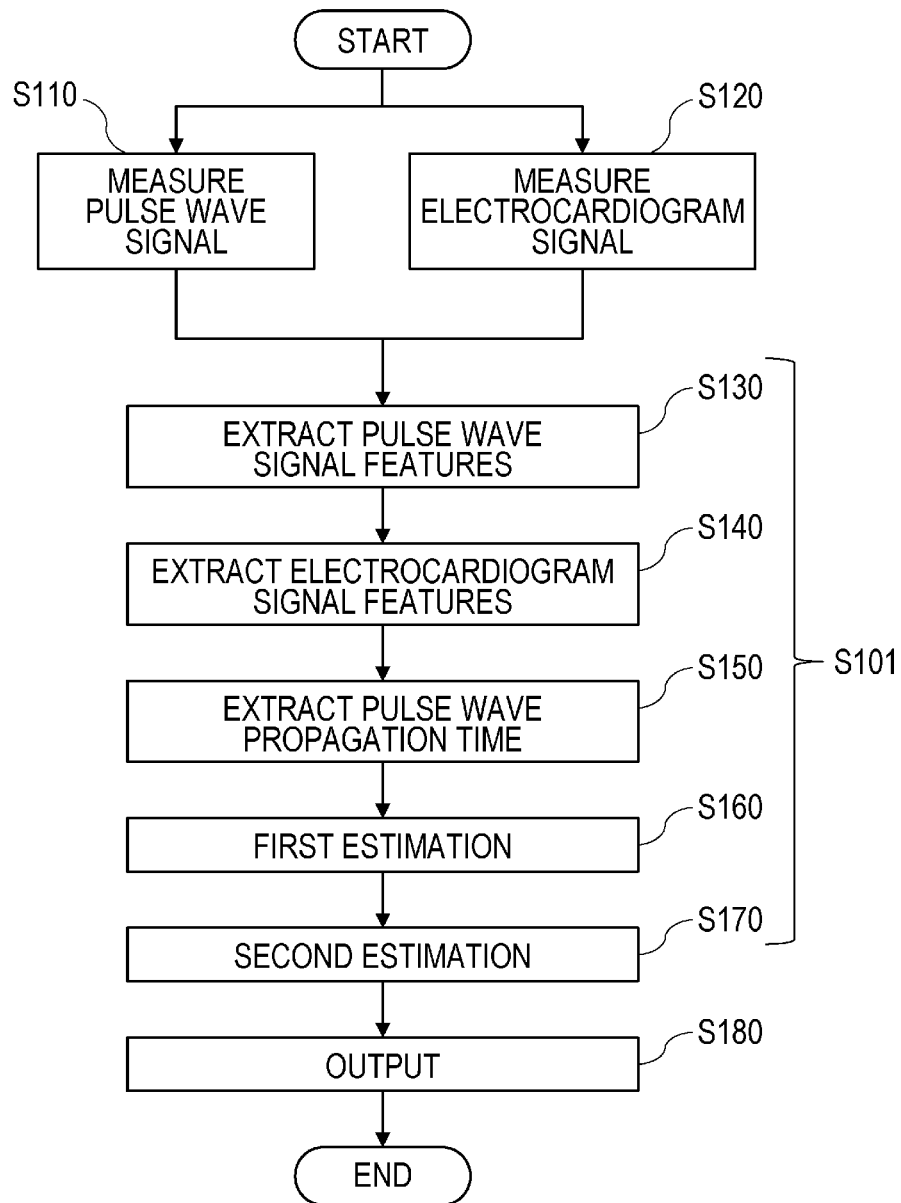 START
S110
S120
MEASURE
PULSE WAVE
SIGNAL
MEASURE
ELECTROCARDIOGRAM
SIGNAL
S130
EXTRACT PULSE WAVE
SIGNAL FEATURES
S140
EXTRACT ELECTROCARDIOGRAM
SIGNAL FEATURES
S101
S150
EXTRACT PULSE WAVE
PROPAGATION TIME
S160
FIRST ESTIMATION
S170
SECOND ESTIMATION
S180
OUTPUT
END